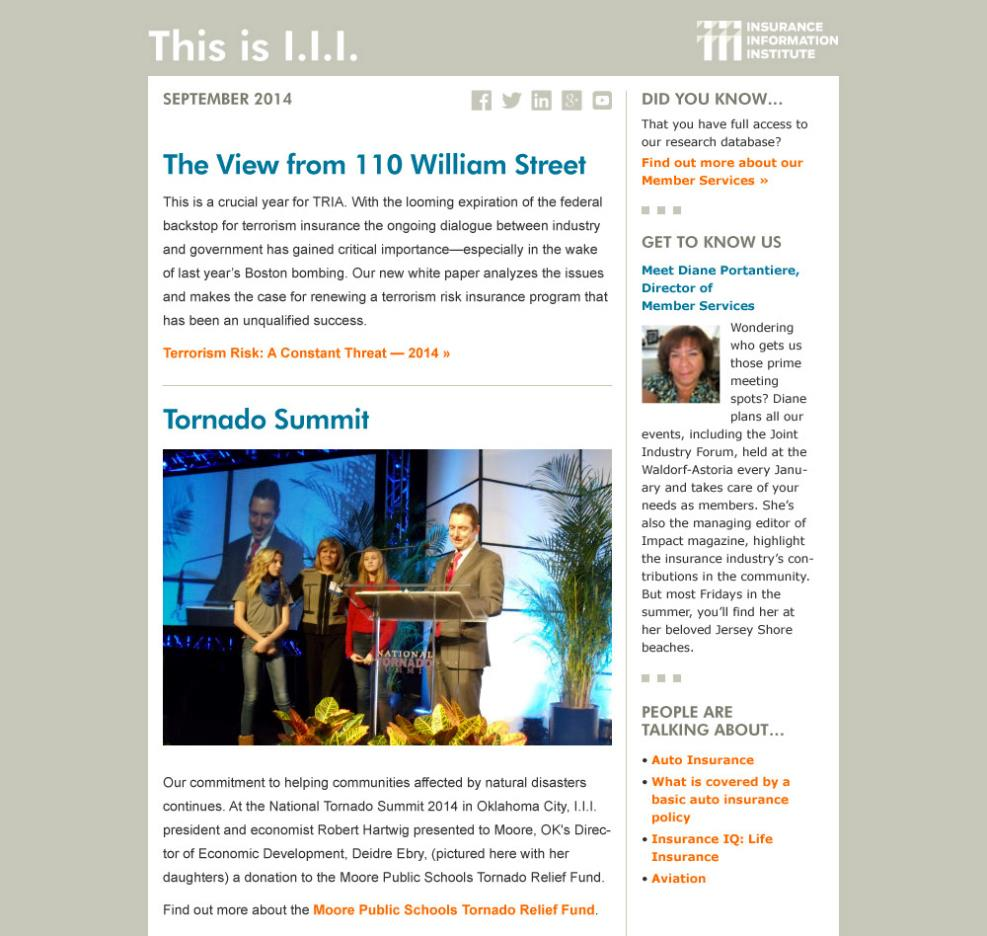 This is I.I.I.
INSURANCE
INFORMATION
INSTITUTE
SEPTEMBER 2014
The View from 110 William Street
This is a crucial year for TRIA. With the looming expiration of the federal
backstop for terrorism insurance the ongoing dialogue between industry
and government has gained critical importance—especially in the wake
of last year's Boston bombing. Our new white paper analyzes the issues
and makes the case for renewing a terrorism risk insurance program that
has been an unqualified success.
Terrorism Risk: A Constant Threat — 2014 »
Tornado Summit
NATIONAL
TORNADO
SUMMIT
Our commitment to helping communities affected by natural disasters
continues. At the National Tornado Summit 2014 in Oklahoma City, I.I.I.
president and economist Robert Hartwig presented to Moore, OK's Direc-
tor of Economic Development, Deidre Ebry, (pictured here with her
daughters) a donation to the Moore Public Schools Tornado Relief Fund.
Find out more about the Moore Public Schools Tornado Relief Fund.
DID YOU KNOW...
That you have full access to
our research database?
Find out more about our
Member Services »
GET TO KNOW US
Meet Diane Portantiere,
Director of
Member Services
Wondering
who gets us
those prime
meeting
spots? Diane
plans all our
events, including the Joint
Industry Forum, held at the
Waldorf-Astoria every Janu-
ary and takes care of your
needs as members. She's
also the managing editor of
Impact magazine, highlight
the insurance industry's con-
tributions in the community.
But most Fridays in the
summer, you'll find her at
her beloved Jersey Shore
beaches.
PEOPLE ARE
TALKING ABOUT...
• Auto Insurance
• What is covered by a
basic auto insurance
policy
• Insurance IQ: Life
Insurance
• Aviation